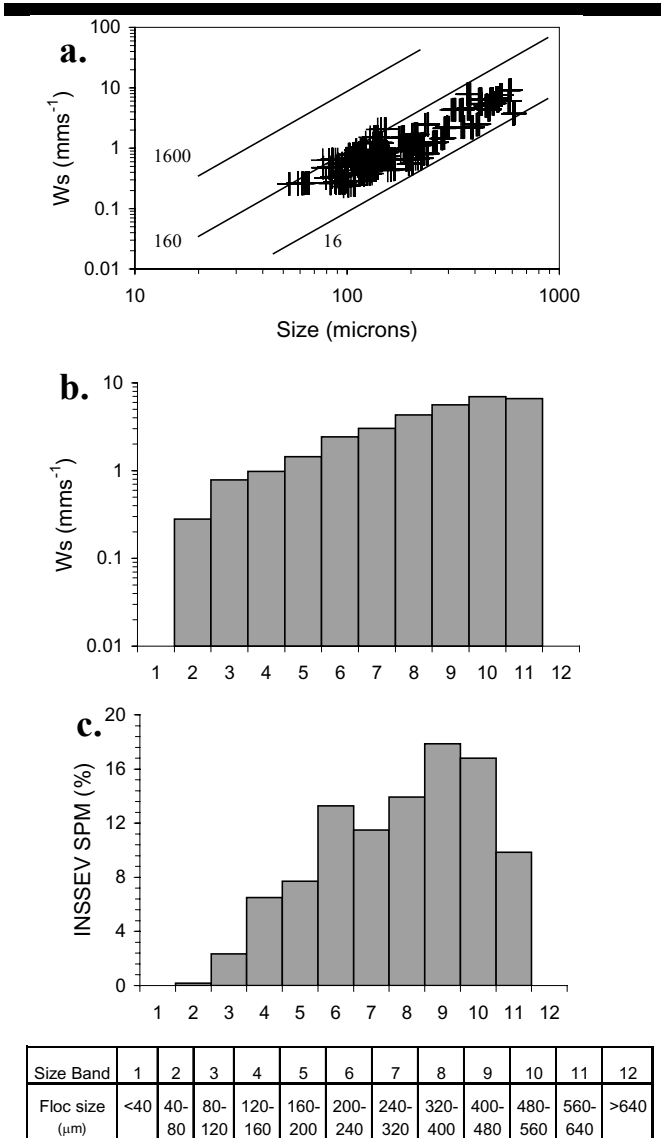 a.
100
10
1
0.1
0.01
Ws (mms-1)
1600
160
16
10 100 1000
Size (microns)
b.
10
1
0.1
0.01
Ws (mms-1)
1 2 3 4 5 6 7 8 9 10 11 12
c.
20
16
12
8
4
0
INSSEV SPM (%)
1 2 3 4 5 6 7 8 9 10 11 12
Size Band 1 2 3 4 5 6 7 8 9 10 11 12
Floc size <40 40- 80- 120- 160- 200- 240- 320- 400- 480- 560- >640
(μm) 80 120 160 200 240 320 400 480 560 640